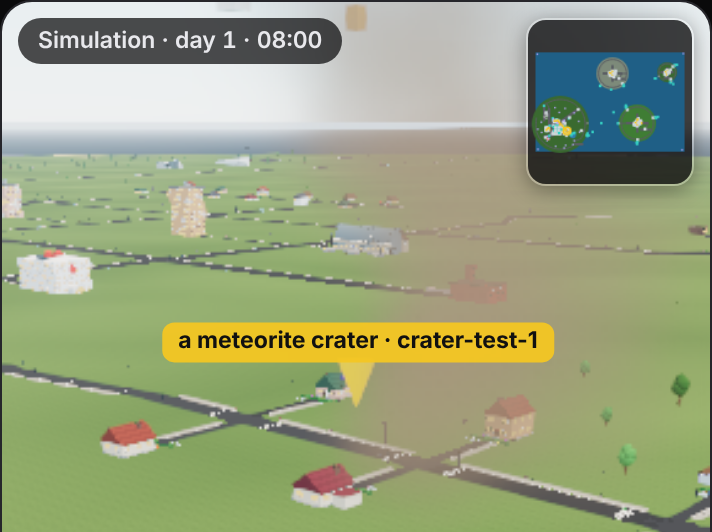 Simulation · day 1 · 08:00
a meteorite crater · crater-test-1